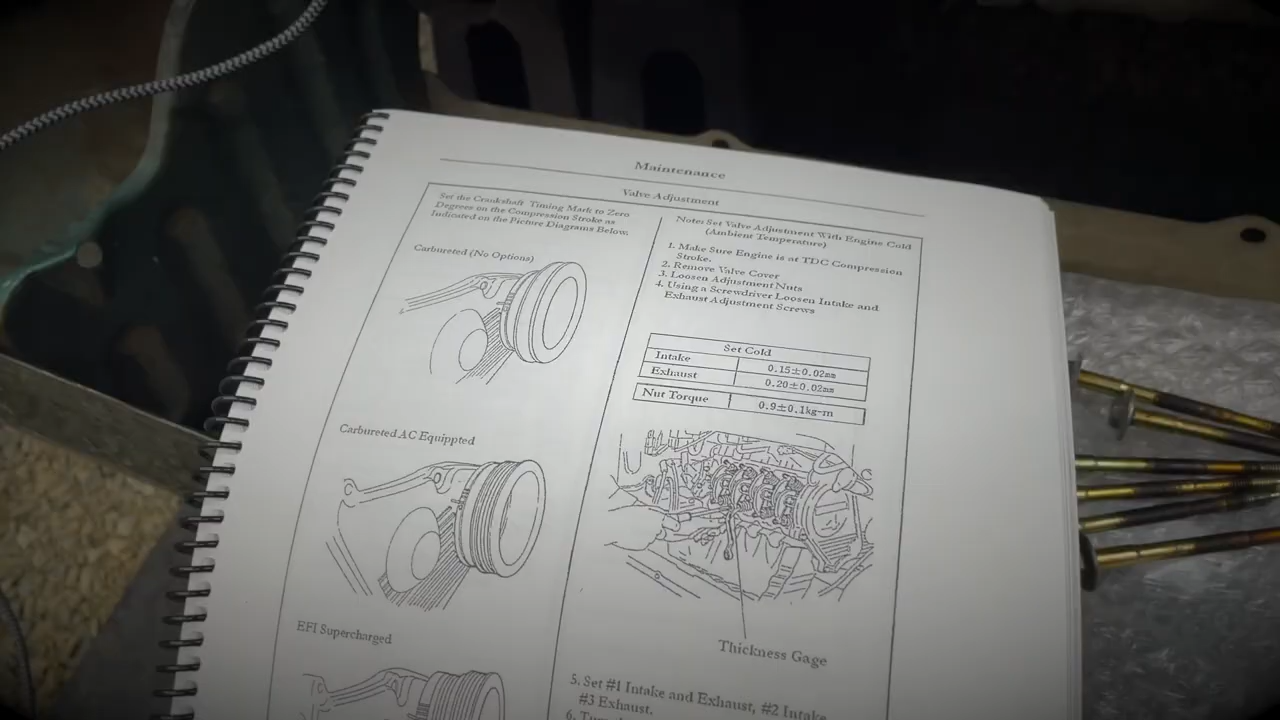 Maintenance
Valve Adjustment
Set the Crankshaft Timing Mark to Zero
Degrees on the Compression Stroke as
Indicated on the Picture Diagrams Below.
Carbureted (No Options)
Carbureted AC Equippted
EFI Supercharged
Note: Set Valve Adjustment With Engine Cold
(Ambient Temperature)
1. Make Sure Engine is at TDC Compression
Stroke.
2. Remove Valve Cover
3. Loosen Adjustment Nuts
4. Using a Screwdriver Loosen Intake and
Exhaust Adjustment Screws
Set Cold
Intake 0.15±0.02mm
Exhaust 0.20±0.02mm
Nut Torque 0.9±0.1kg-m
Thickness Gage
5. Set #1 Intake and Exhaust, #2 Intake
#3 Exhaust.
6.